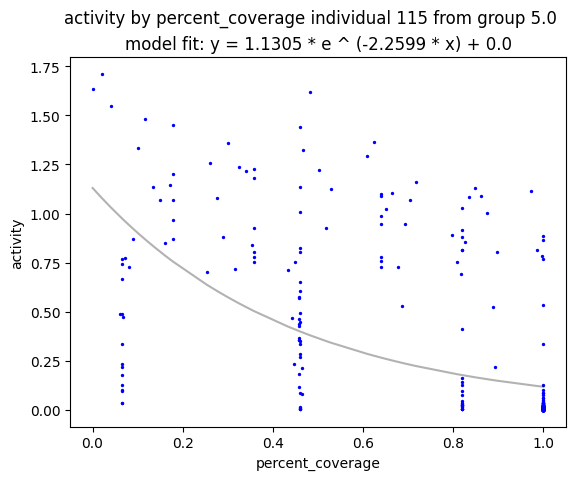 activity by percent_coverage individual 115 from group 5.0
model fit: y = 1.1305 * e ^ (-2.2599 * x) + 0.0
1.75
1.50
1.25
1.00
0.75
0.50
0.25
0.00
activity
0.0 0.2 0.4 0.6 0.8 1.0
percent_coverage